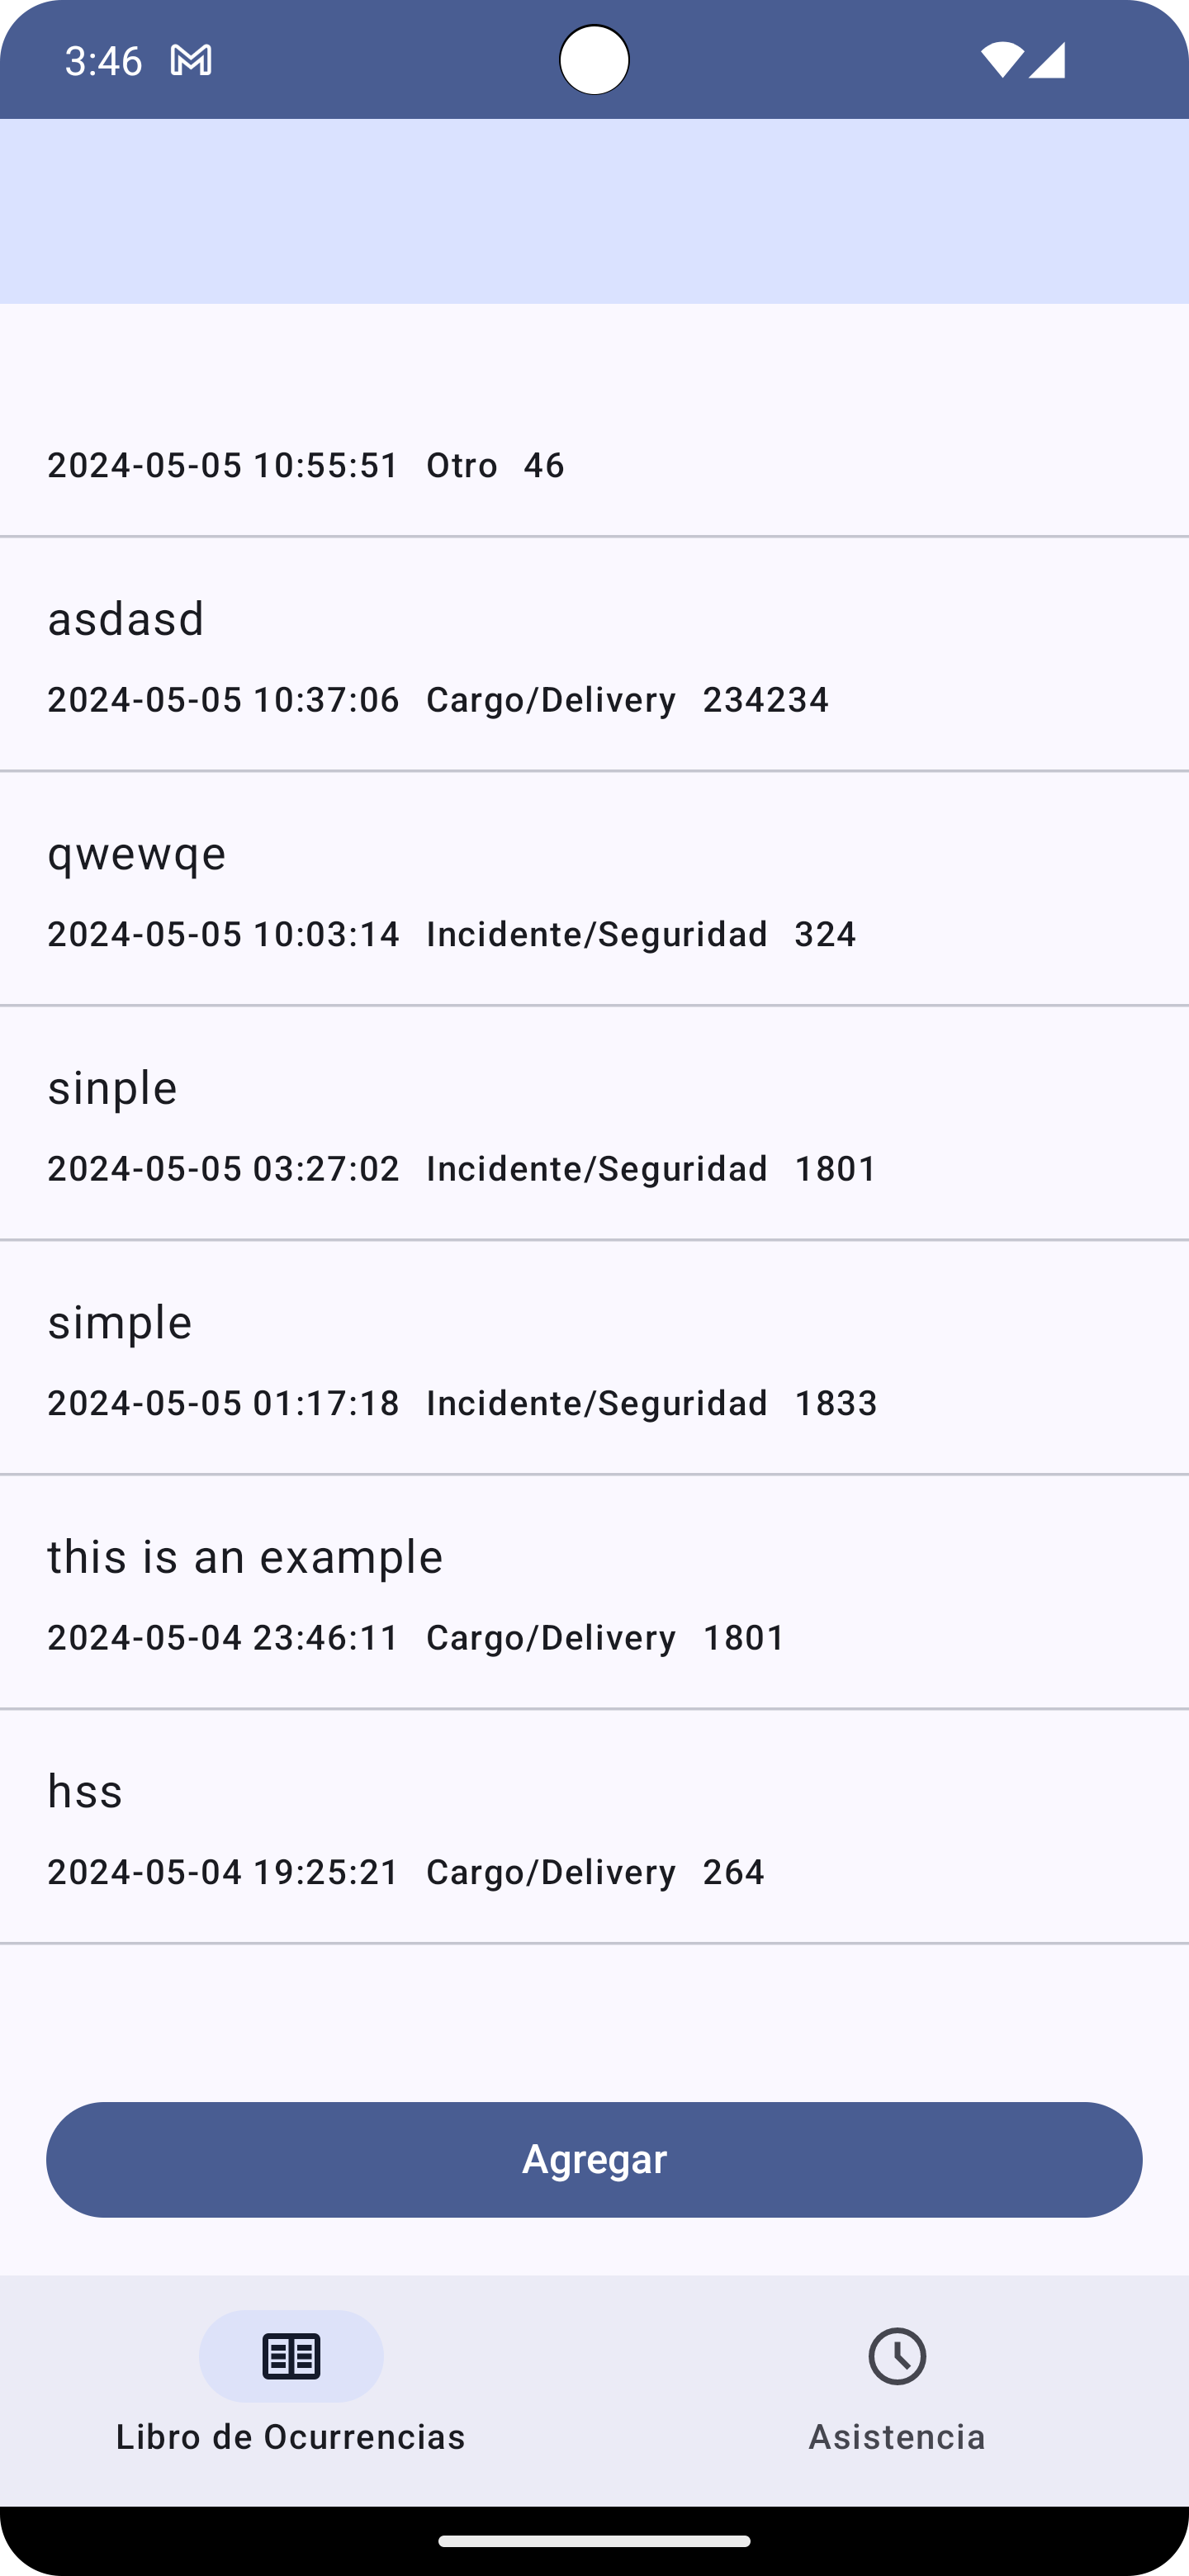 3:46
2024-05-05 10:55:51 Otro 46
asdasd
2024-05-05 10:37:06 Cargo/Delivery 234234
qwewqe
2024-05-05 10:03:14 Incidente/Seguridad 324
sinple
2024-05-05 03:27:02 Incidente/Seguridad 1801
simple
2024-05-05 01:17:18 Incidente/Seguridad 1833
this is an example
2024-05-04 23:46:11 Cargo/Delivery 1801
hss
2024-05-04 19:25:21 Cargo/Delivery 264
Agregar
Libro de Ocurrencias
Asistencia